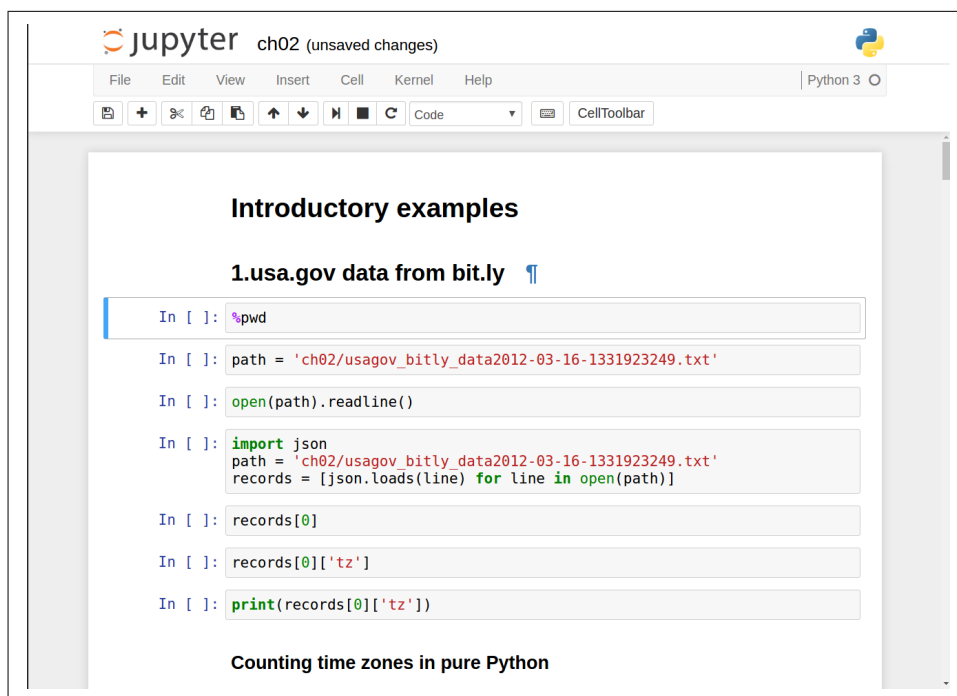 jupyter ch02 (unsaved changes)
File Edit View Insert Cell Kernel Help Python 3
Code CellToolbar
Introductory examples
1.usa.gov data from bit.ly ¶
In [ ]: %pwd
In [ ]: path = 'ch02/usagov_bitly_data2012-03-16-1331923249.txt'
In [ ]: open(path).readline()
In [ ]: import json
path = 'ch02/usagov_bitly_data2012-03-16-1331923249.txt'
records = [json.loads(line) for line in open(path)]
In [ ]: records[0]
In [ ]: records[0]['tz']
In [ ]: print(records[0]['tz'])
Counting time zones in pure Python